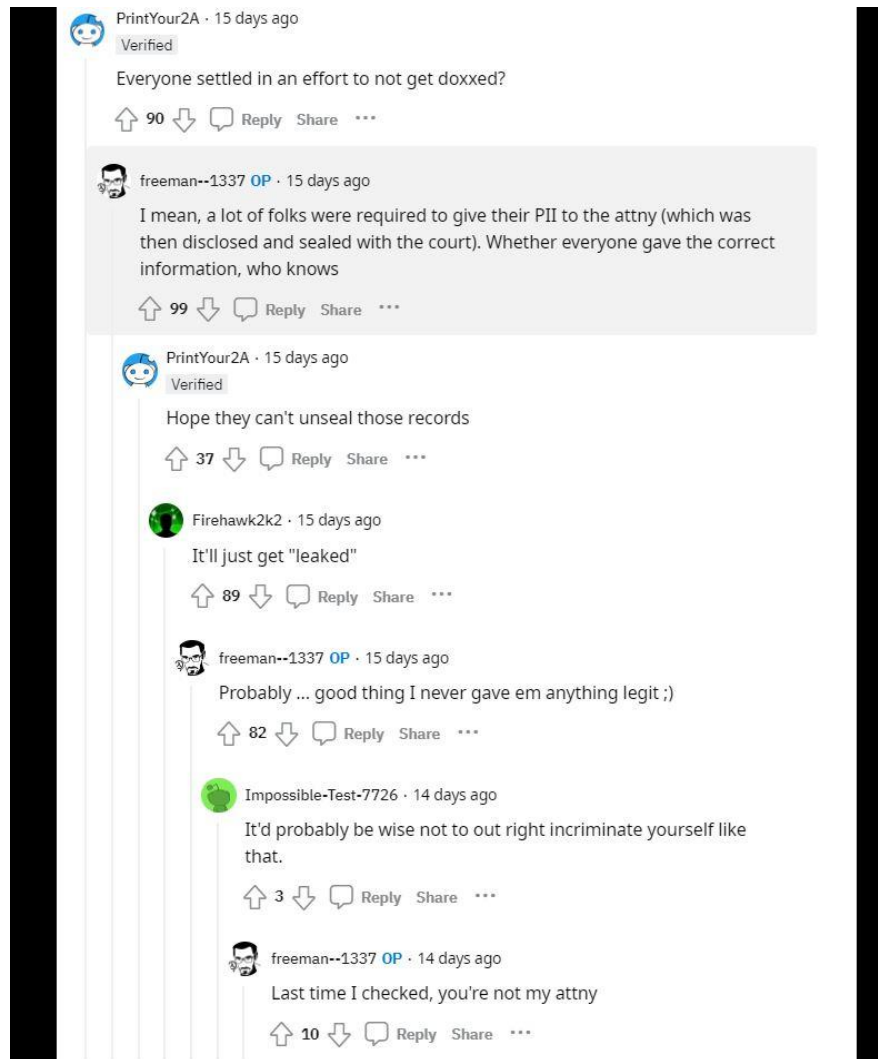 PrintYour2A · 15 days ago
Verified
Everyone settled in an effort to not get doxxed?
90 Reply Share ···
freeman--1337 OP · 15 days ago
I mean, a lot of folks were required to give their PII to the attny (which was
then disclosed and sealed with the court). Whether everyone gave the correct
information, who knows
99 Reply Share ···
PrintYour2A · 15 days ago
Verified
Hope they can't unseal those records
37 Reply Share ···
Firehawk2k2 · 15 days ago
It'll just get "leaked"
89 Reply Share ···
freeman--1337 OP · 15 days ago
Probably ... good thing I never gave em anything legit ;)
82 Reply Share ···
Impossible-Test-7726 · 14 days ago
It'd probably be wise not to out right incriminate yourself like
that.
3 Reply Share ···
freeman--1337 OP · 14 days ago
Last time I checked, you're not my attny
10 Reply Share ···